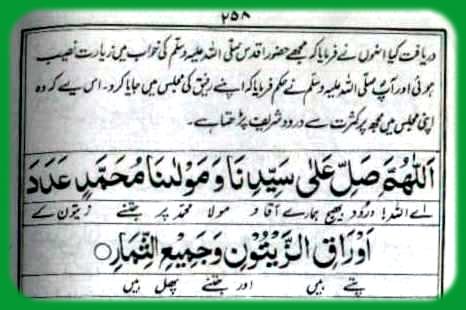 ۲۵۸
دریافت کیا انہوں نے فرمایا کہ مجھے حضور اقدس صلی اللہ علیہ وسلم کی خواب میں زیارت نصیب
ہوئی اور آپ صلی اللہ علیہ وسلم نے حکم فرمایا کہ اپنے رفیق کی مجلس میں جایا کرو۔ اس لیے کہ وہ
اپنی مجلس میں مجھ پر کثرت سے درود شریف پڑھتا ہے۔
اَللّٰهُمَّ صَلِّ عَلٰى سَيِّدِنَا وَمَوْلٰىنَا مُحَمَّدٍ عَدَدَ
اے اللہ! درود بھیج ہمارے آقا و مولا محمد پر جتنے زیتون کے
اَوْرَاقِ الزَّيْتُوْنِ وَجَمِيْعِ الثِّمَارِ ○
پتے ہیں اور جتنے پھل ہیں